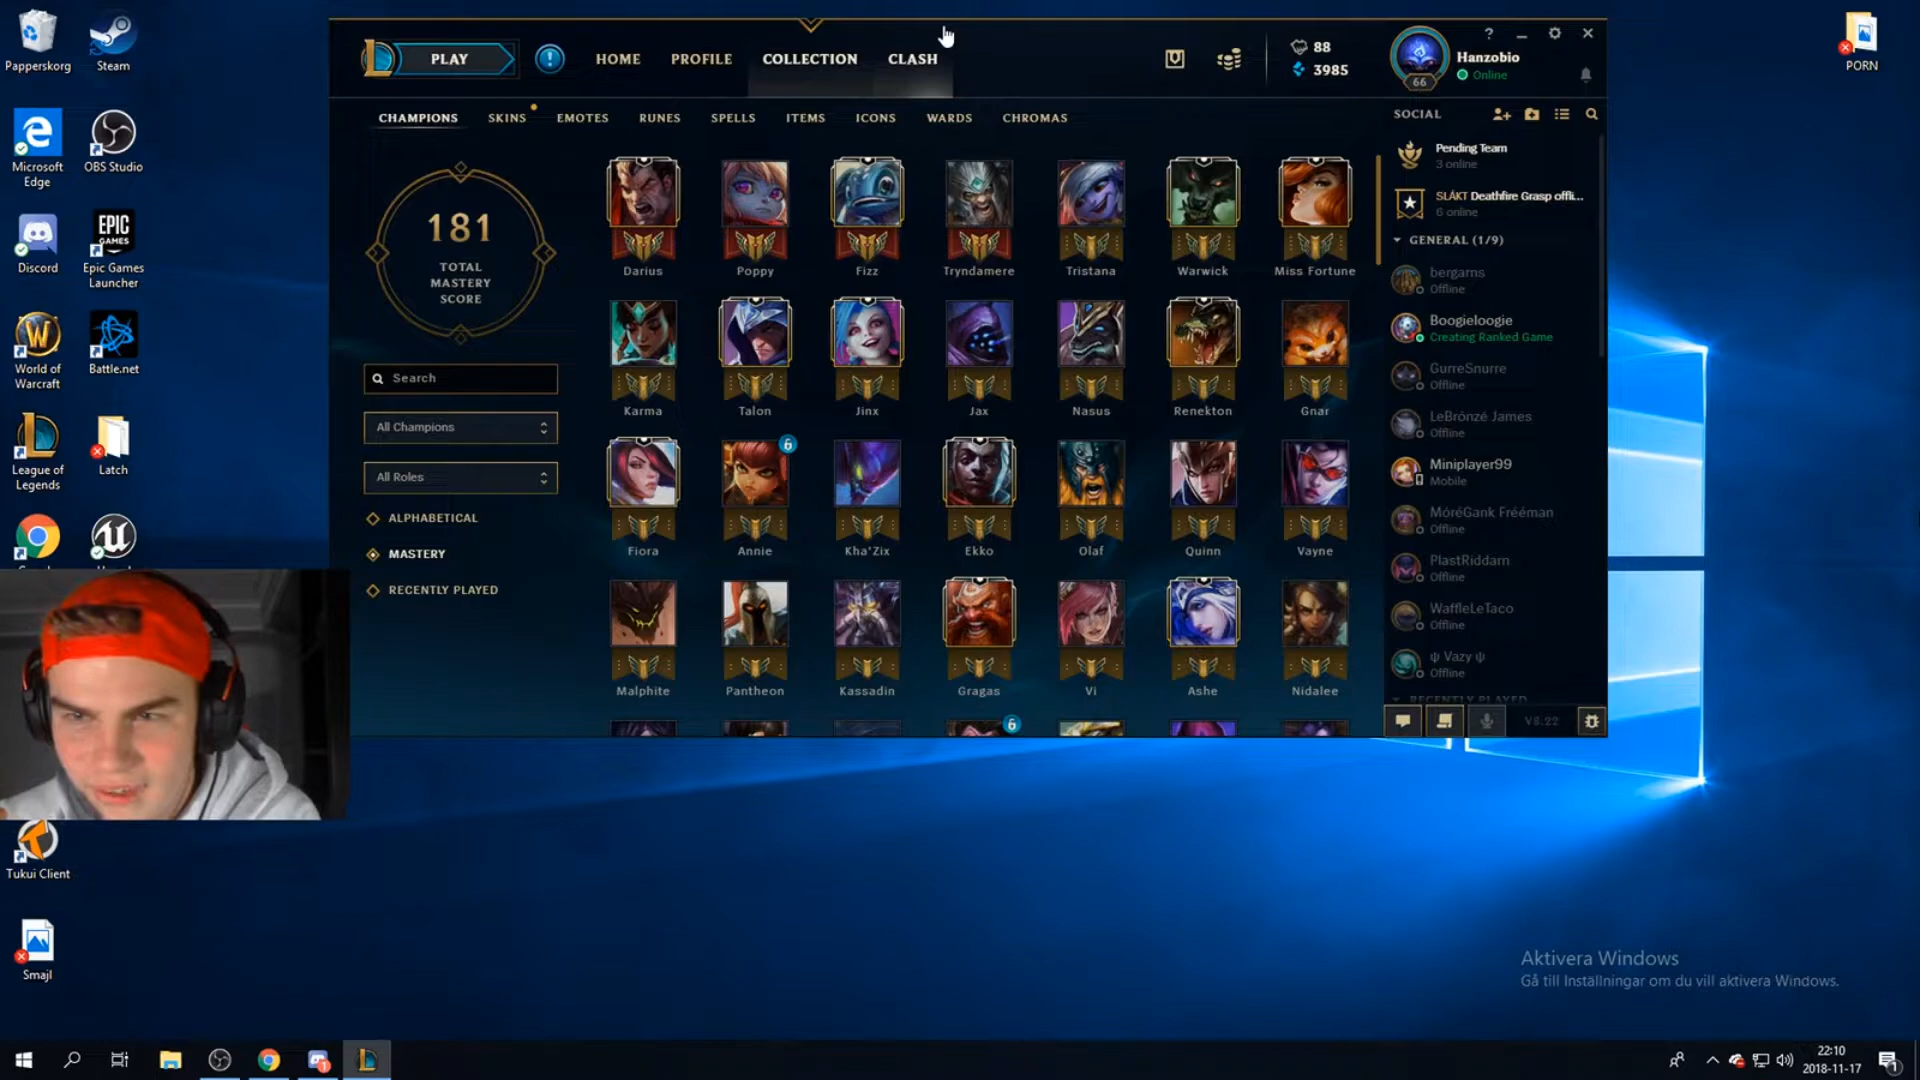 Papperskorg
Steam
Microsoft
Edge
OBS Studio
Discord
EPIC
GAMES
Epic Games
Launcher
World of
Warcraft
Battle.net
League of
Legends
Latch
Tukui Client
Smajl
PORN
PLAY
HOME
PROFILE
COLLECTION
CLASH
88
3985
66
Hanzobio
Online
CHAMPIONS
SKINS
EMOTES
RUNES
SPELLS
ITEMS
ICONS
WARDS
CHROMAS
181
TOTAL
MASTERY
SCORE
Search
All Champions
All Roles
ALPHABETICAL
MASTERY
RECENTLY PLAYED
Darius
Poppy
Fizz
Tryndamere
Tristana
Warwick
Miss Fortune
Karma
Talon
Jinx
Jax
Nasus
Renekton
Gnar
Fiora
Annie
Kha'Zix
Ekko
Olaf
Quinn
Vayne
Malphite
Pantheon
Kassadin
Gragas
Vi
Ashe
Nidalee
SOCIAL
Pending Team
3 online
SLÄKT Deathfire Grasp offli...
6 online
GENERAL (1/9)
bergarns
Offline
Boogieloogie
Creating Ranked Game
GurreSnurre
Offline
LeBrónzé James
Offline
Miniplayer99
Mobile
MóréGank Frééman
Offline
PlastRiddarn
Offline
WaffleLeTaco
Offline
ψ Vazy ψ
Offline
RECENTLY PLAYED
V8.22
Aktivera Windows
Gå till Inställningar om du vill aktivera Windows.
22:10
2018-11-17